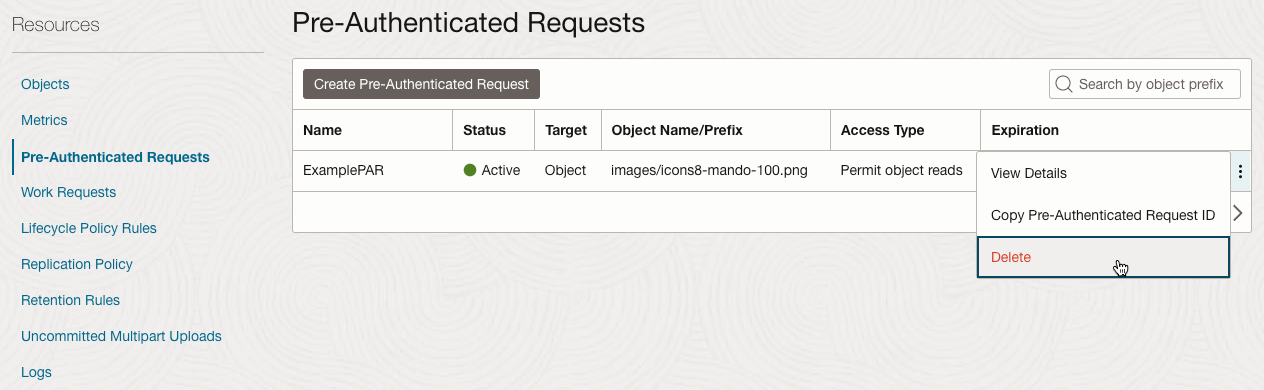 Resources
Objects
Metrics
Pre-Authenticated Requests
Work Requests
Lifecycle Policy Rules
Replication Policy
Retention Rules
Uncommitted Multipart Uploads
Logs
Pre-Authenticated Requests
Create Pre-Authenticated Request
Search by object prefix
Name Status Target Object Name/Prefix Access Type Expiration
ExamplePAR Active Object images/icons8-mando-100.png Permit object reads
View Details
Copy Pre-Authenticated Request ID
Delete